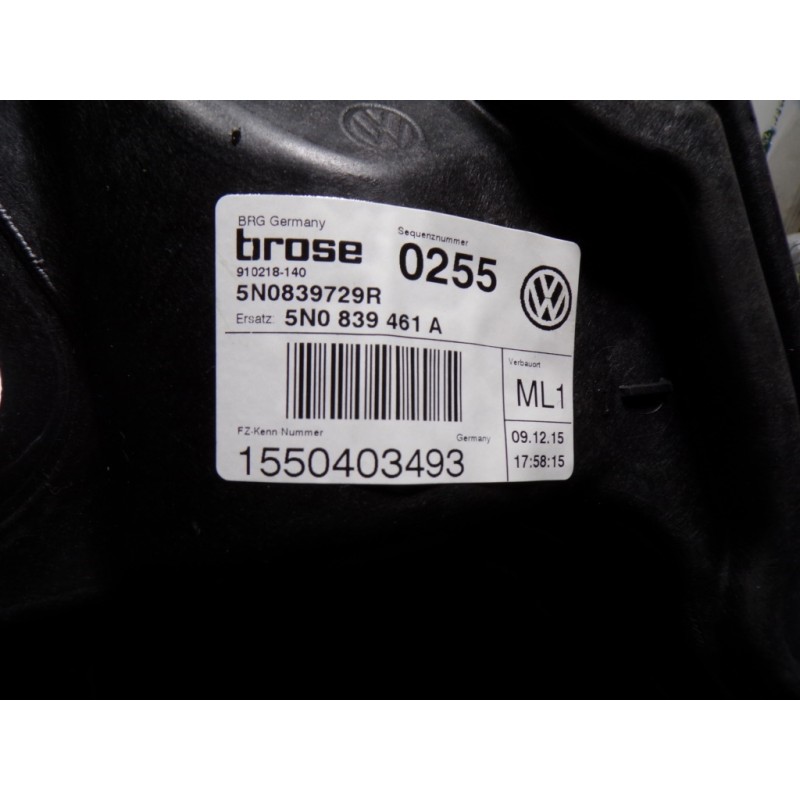 BRG Germany
brose
910218-140
Sequenznummer
0255
5N0839729R
Ersatz: 5N0 839 461 A
Verbauort
ML1
FZ-Kenn Nummer
Germany
1550403493
09.12.15
17:58:15